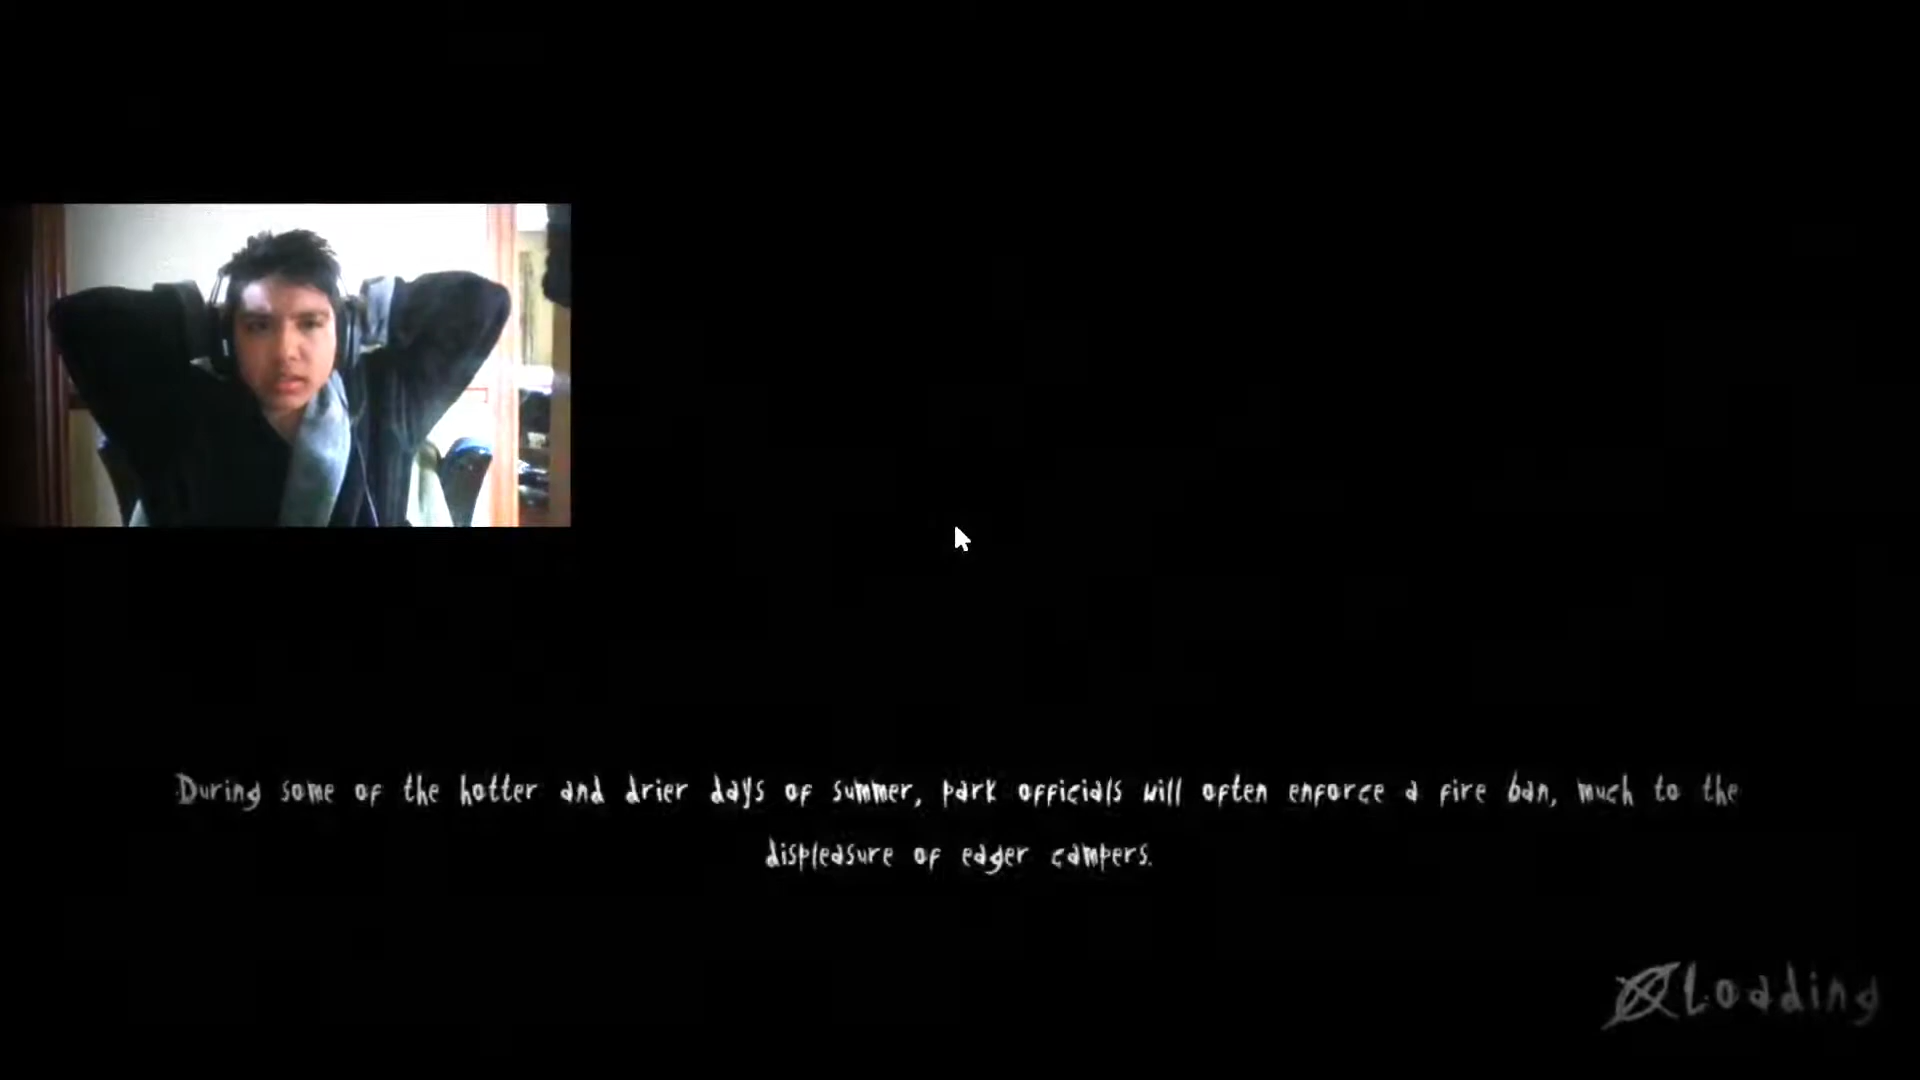 During some of the hotter and drier days of summer, park officials will often enforce a fire ban, much to the
displeasure of eager campers.
Loading